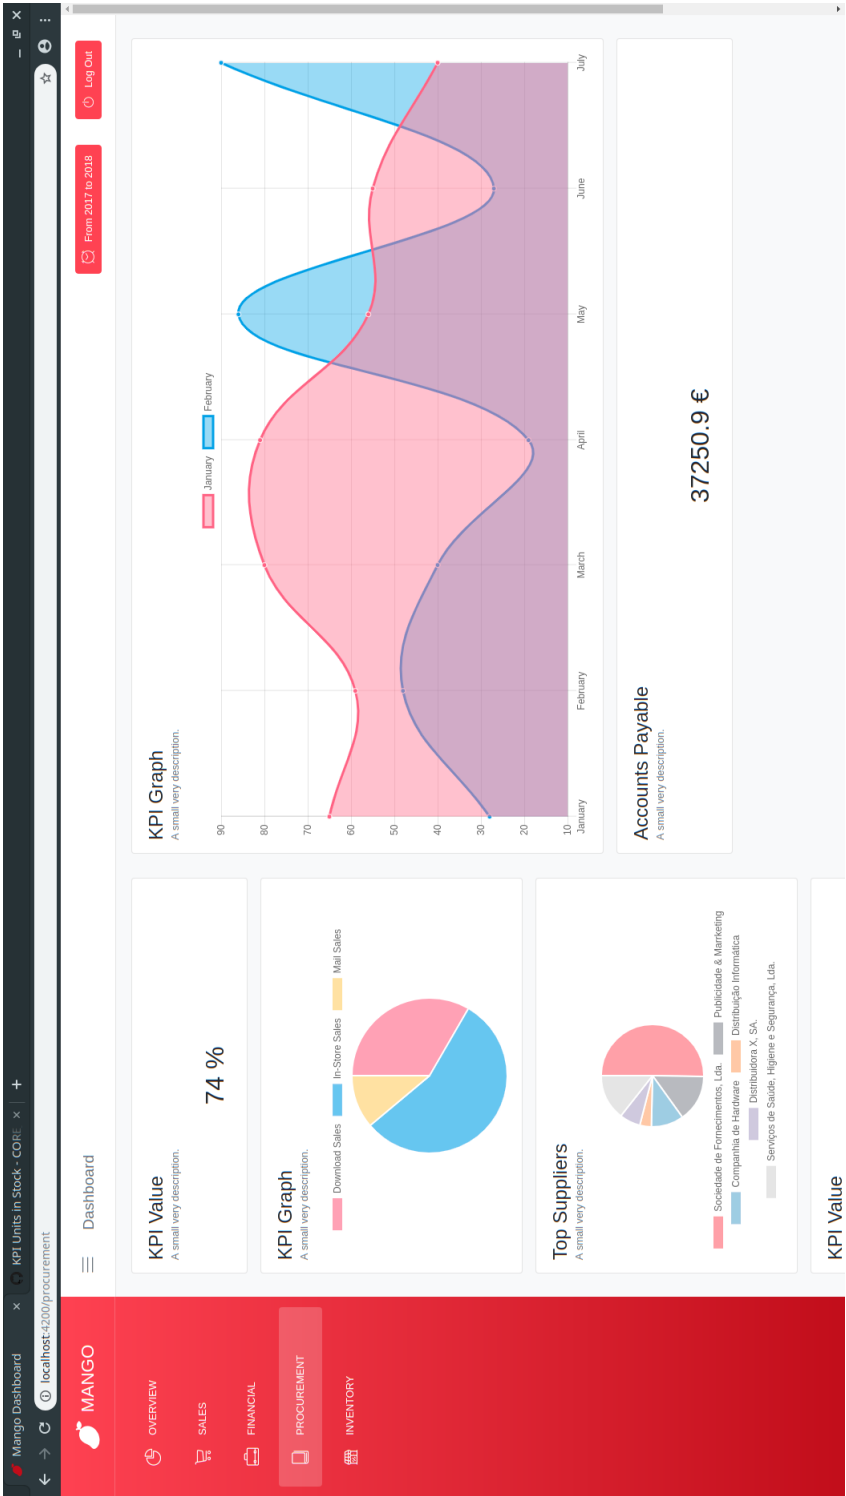 Mango Dashboard
KPI Units in Stock - CORE
localhost:4200/procurement
MANGO
Dashboard
From 2017 to 2018
Log Out
OVERVIEW
SALES
FINANCIAL
PROCUREMENT
INVENTORY
KPI Value
A small very description.
74 %
KPI Graph
A small very description.
Download Sales In-Store Sales Mail Sales
Top Suppliers
A small very description.
Sociedade de Fornecimentos, Lda. Publicidade & Marrketing
Companhia de Hardware Distribuição Informática
Distribuidora X, SA.
Serviços de Saúde, Higiene e Segurança, Lda.
KPI Value
KPI Graph
A small very description.
January February
90
80
70
60
50
40
30
20
10
January February March April May June July
Accounts Payable
A small very description.
37250.9 €